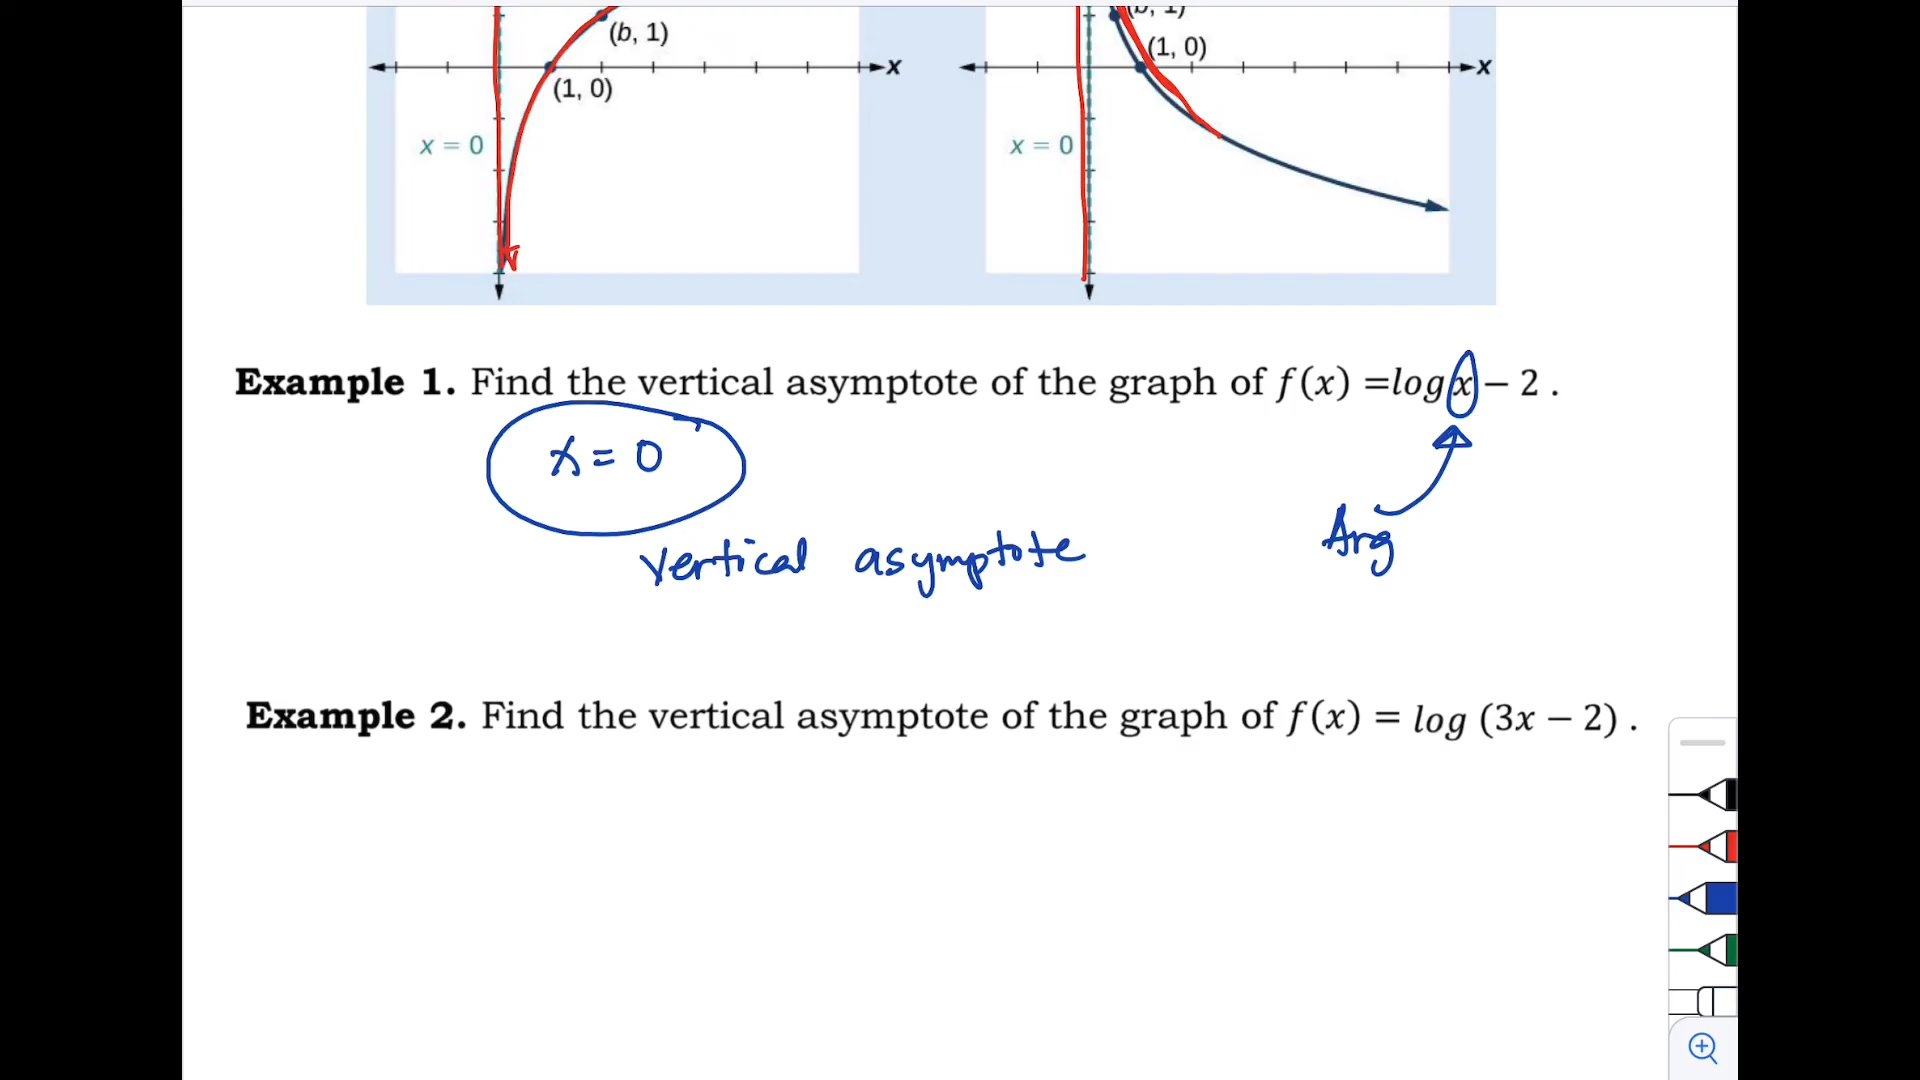 (b, 1)
(b, 1)
(1, 0)
x
x
(1, 0)
x = 0
x = 0
Example 1. Find the vertical asymptote of the graph of f(x) =log x − 2 .
x = 0
Arg
vertical asymptote
Example 2. Find the vertical asymptote of the graph of f(x) = log (3x − 2) .